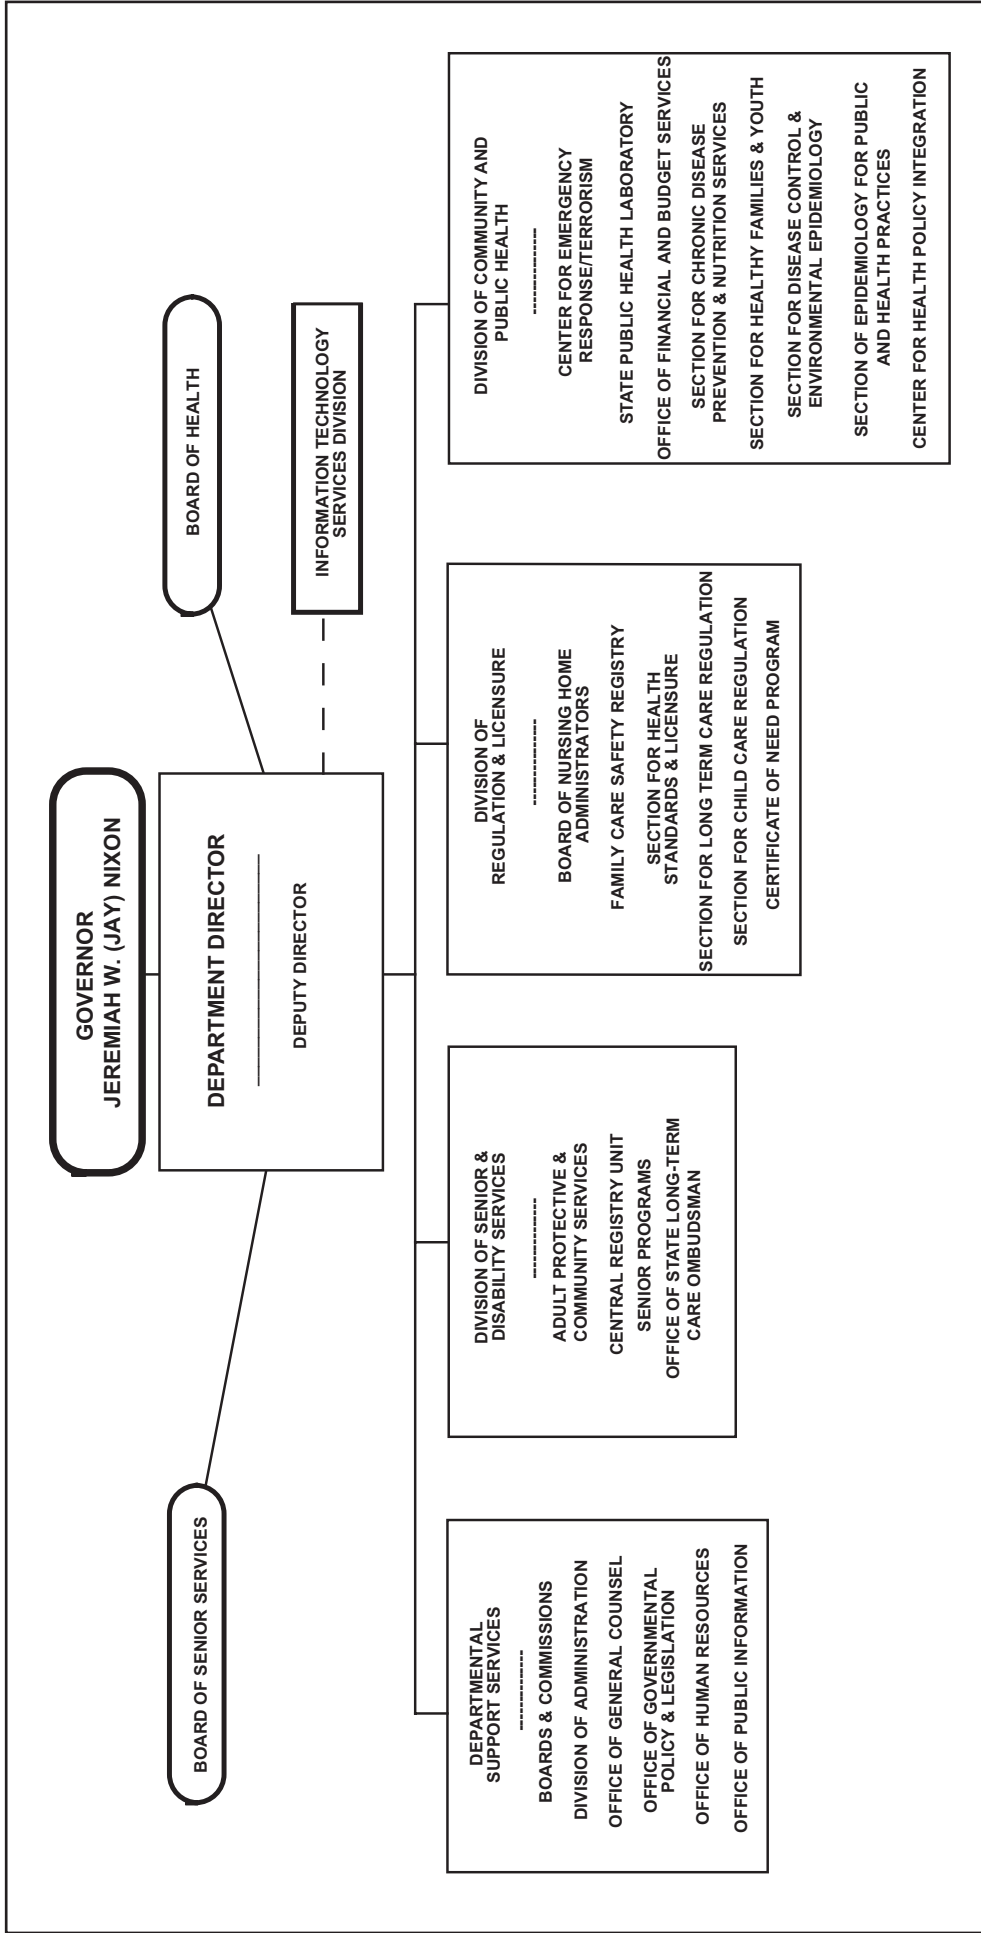 GOVERNOR
JEREMIAH W. (JAY) NIXON
BOARD OF SENIOR SERVICES
DEPARTMENT DIRECTOR
DEPUTY DIRECTOR
BOARD OF HEALTH
INFORMATION TECHNOLOGY
SERVICES DIVISION
DEPARTMENTAL
SUPPORT SERVICES
------------
BOARDS & COMMISSIONS
DIVISION OF ADMINISTRATION
OFFICE OF GENERAL COUNSEL
OFFICE OF GOVERNMENTAL
POLICY & LEGISLATION
OFFICE OF HUMAN RESOURCES
OFFICE OF PUBLIC INFORMATION
DIVISION OF SENIOR &
DISABILITY SERVICES
------------
ADULT PROTECTIVE &
COMMUNITY SERVICES
CENTRAL REGISTRY UNIT
SENIOR PROGRAMS
OFFICE OF STATE LONG-TERM
CARE OMBUDSMAN
DIVISION OF
REGULATION & LICENSURE
-------------
BOARD OF NURSING HOME
ADMINISTRATORS
FAMILY CARE SAFETY REGISTRY
SECTION FOR HEALTH
STANDARDS & LICENSURE
SECTION FOR LONG TERM CARE REGULATION
SECTION FOR CHILD CARE REGULATION
CERTIFICATE OF NEED PROGRAM
DIVISION OF COMMUNITY AND
PUBLIC HEALTH
-------------
CENTER FOR EMERGENCY
RESPONSE/TERRORISM
STATE PUBLIC HEALTH LABORATORY
OFFICE OF FINANCIAL AND BUDGET SERVICES
SECTION FOR CHRONIC DISEASE
PREVENTION & NUTRITION SERVICES
SECTION FOR HEALTHY FAMILIES & YOUTH
SECTION FOR DISEASE CONTROL &
ENVIRONMENTAL EPIDEMIOLOGY
SECTION OF EPIDEMIOLOGY FOR PUBLIC
AND HEALTH PRACTICES
CENTER FOR HEALTH POLICY INTEGRATION